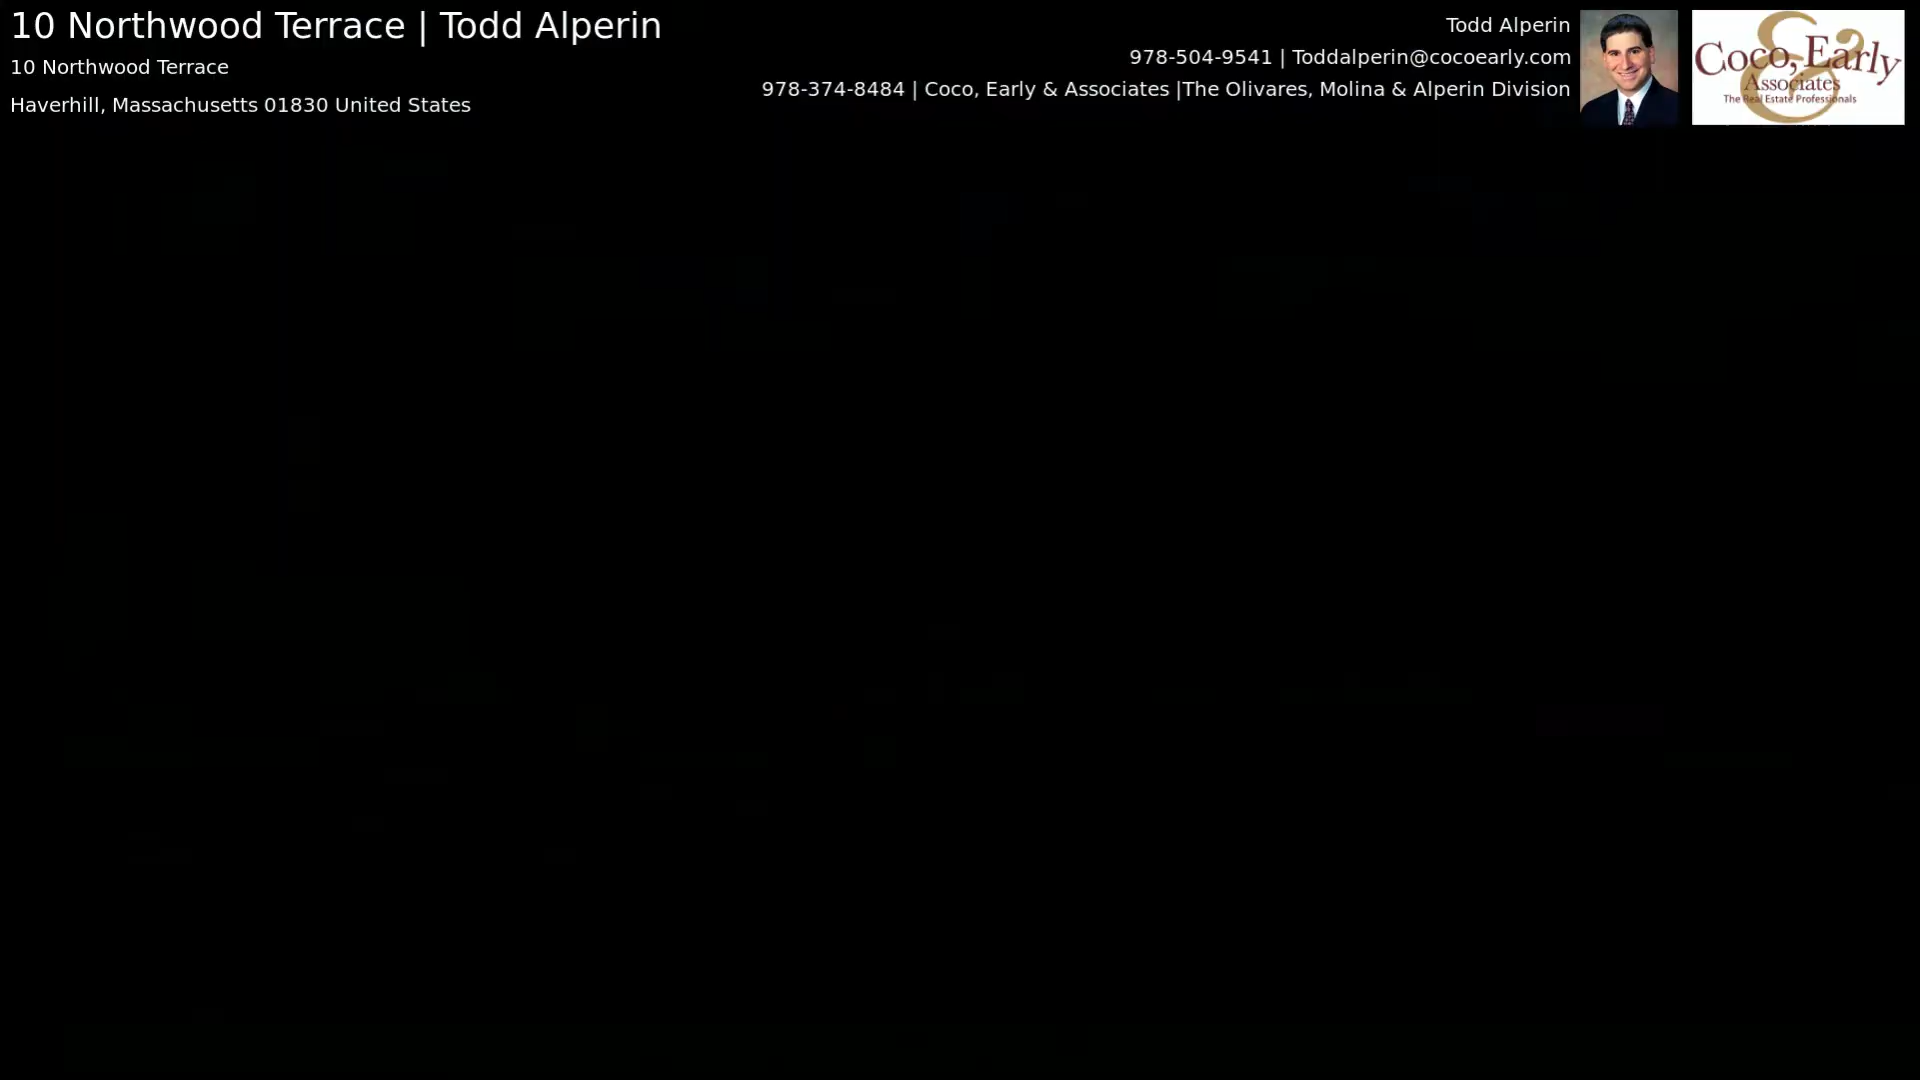 10 Northwood Terrace | Todd Alperin
10 Northwood Terrace
Haverhill, Massachusetts 01830 United States
Todd Alperin
978-504-9541 | Toddalperin@cocoearly.com
978-374-8484 | Coco, Early & Associates |The Olivares, Molina & Alperin Division
Coco, Early
&
Associates
The Real Estate Professionals